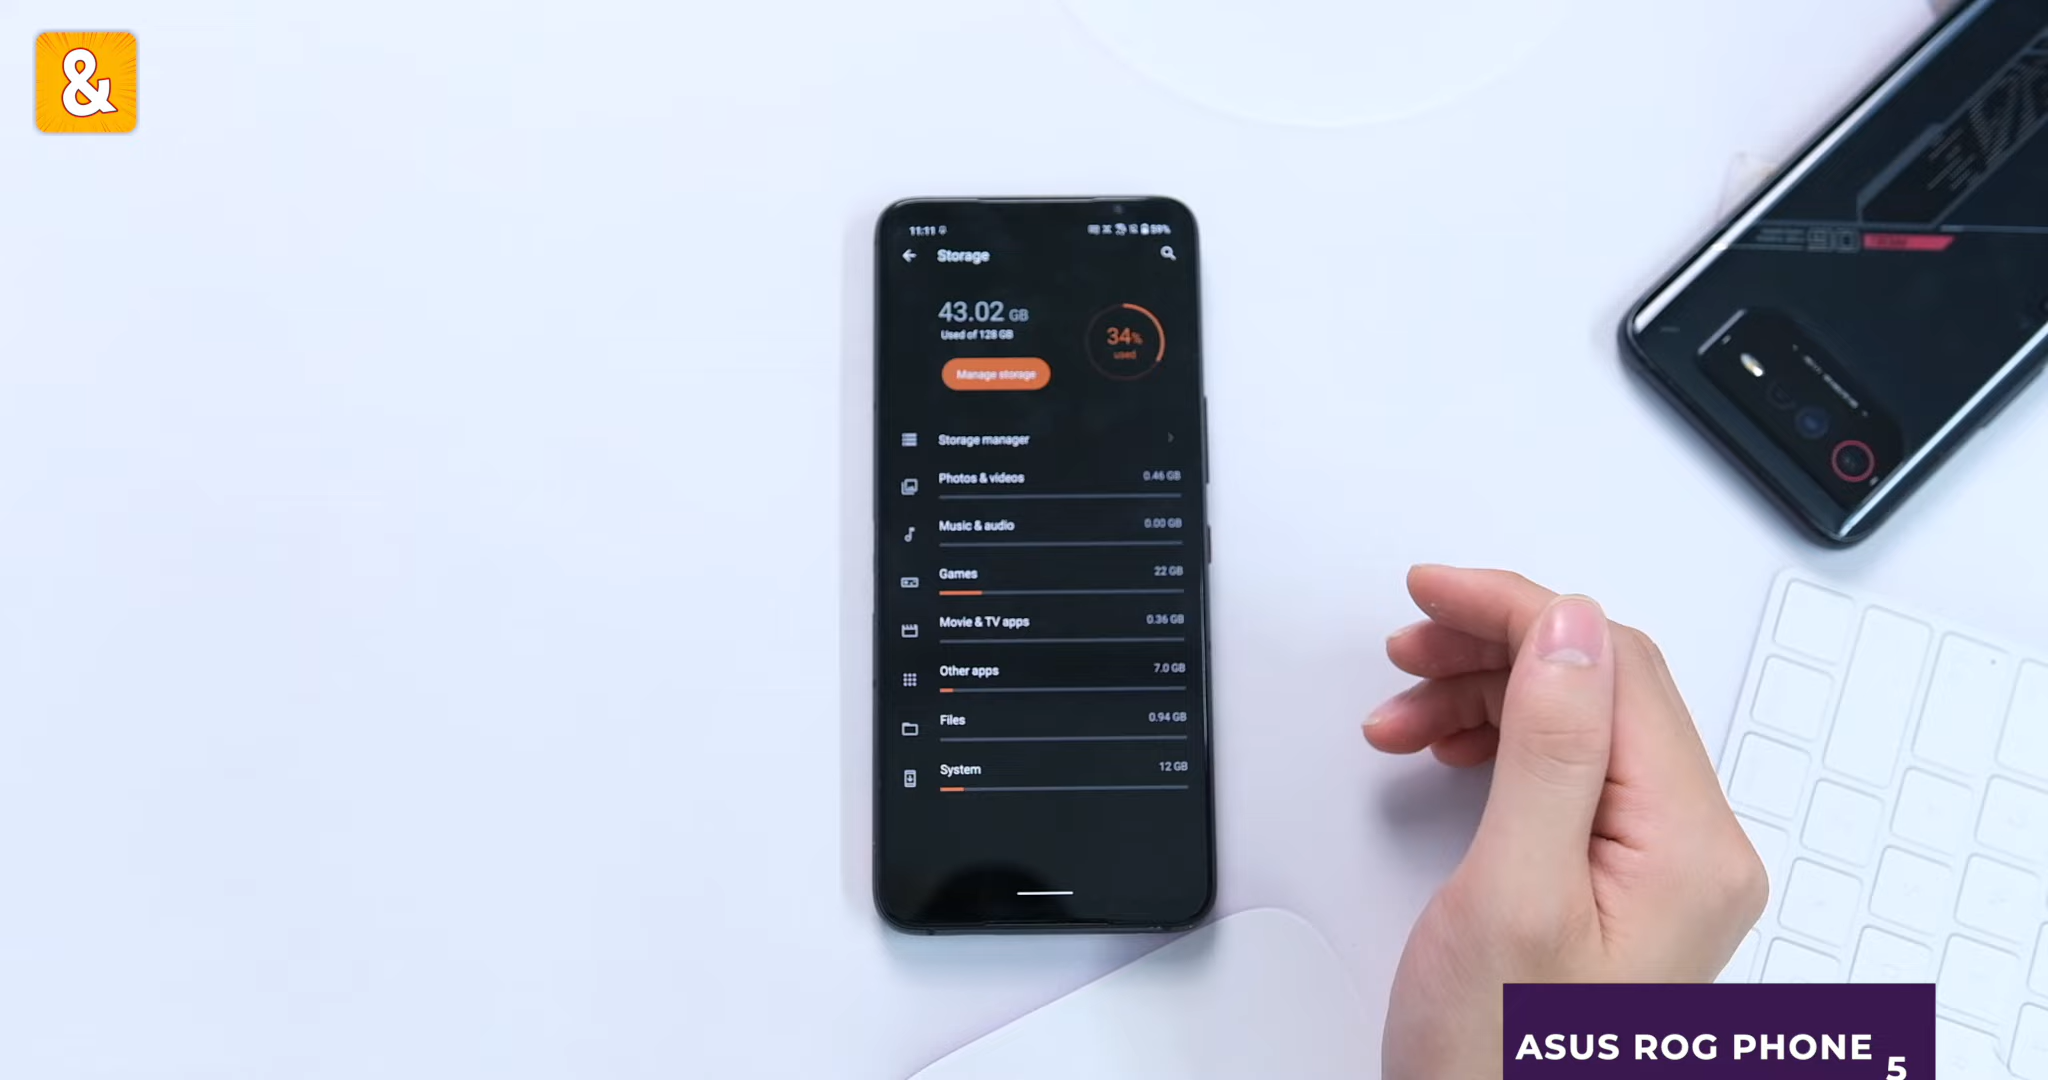 &
11:11
Storage
43.02 GB
Used of 128 GB
34%
used
Manage storage
Storage manager
Photos & videos 0.46 GB
Music & audio 0.00 GB
Games 22 GB
Movie & TV apps 0.36 GB
Other apps 7.0 GB
Files 0.94 GB
System 12 GB
ASUS ROG PHONE 5